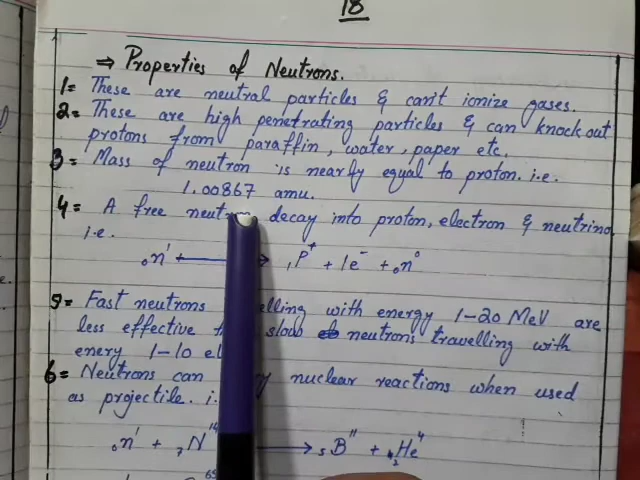 18
⇒ Properties of Neutrons.
1= These are neutral particles & can't ionize gases.
2= These are high penetrating particles & can knock out
protons from paraffin, water, paper etc.
3= Mass of neutron is nearly equal to proton. i.e.
1.00867 amu.
4= A free neutron decay into proton, electron & neutrino
i.e.
₀n¹ ⟶ ₁P⁺ + 1e⁻ + ₀n⁰
5= Fast neutrons elling with energy 1-20 MeV are
less effective slow neutrons travelling with
enery 1-10
6= Neutrons can nuclear reactions when used
as projectile.
₀n¹ + ₇N¹⁴ ⟶ ₅B¹¹ + ₂He⁴
65